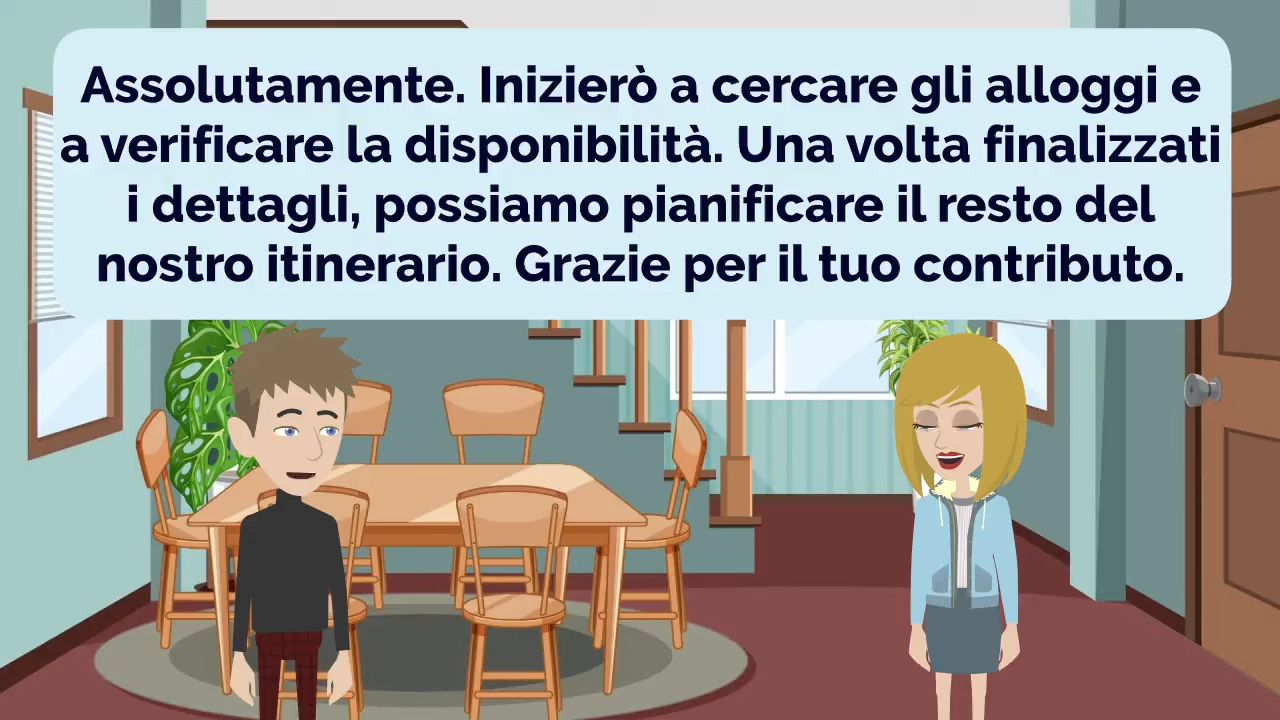 Assolutamente. Inizierò a cercare gli alloggi e
a verificare la disponibilità. Una volta finalizzati
i dettagli, possiamo pianificare il resto del
nostro itinerario. Grazie per il tuo contributo.